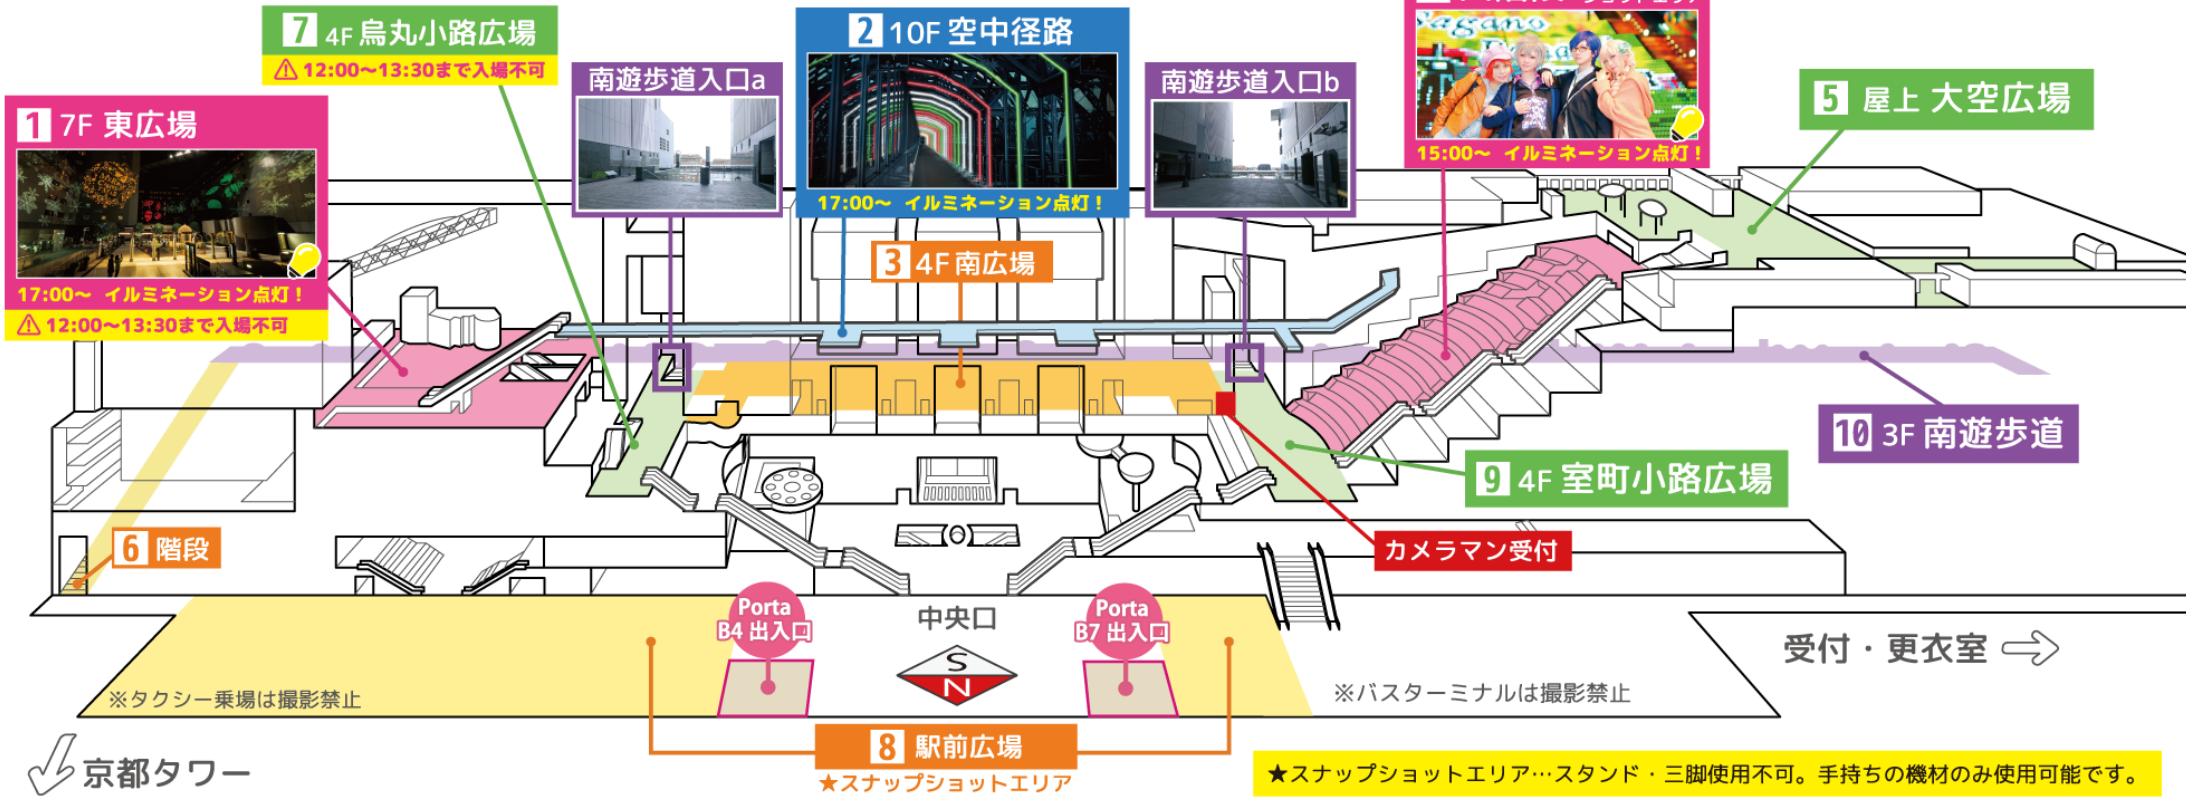 7 4F 烏丸小路広場
⚠ 12:00〜13:30まで入場不可
2 10F 空中径路
17:00〜 イルミネーション点灯！
南遊歩道入口a
南遊歩道入口b
15:00〜 イルミネーション点灯！
5 屋上 大空広場
1 7F 東広場
17:00〜 イルミネーション点灯！
⚠ 12:00〜13:30まで入場不可
3 4F 南広場
10 3F 南遊歩道
9 4F 室町小路広場
カメラマン受付
6 階段
Porta
B4 出入口
中央口
S
N
Porta
B7 出入口
受付・更衣室
※タクシー乗場は撮影禁止
※バスターミナルは撮影禁止
8 駅前広場
★スナップショットエリア
京都タワー
★スナップショットエリア…スタンド・三脚使用不可。手持ちの機材のみ使用可能です。